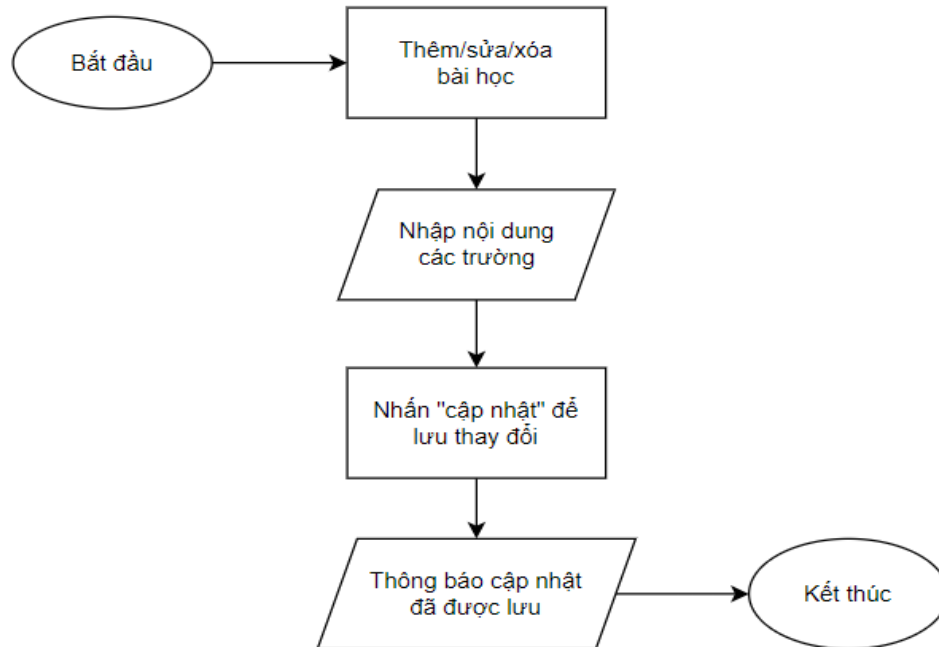 Bắt đầu
Thêm/sửa/xóa
bài học
Nhập nội dung
các trường
Nhấn "cập nhật" để
lưu thay đổi
Thông báo cập nhật
đã được lưu
Kết thúc